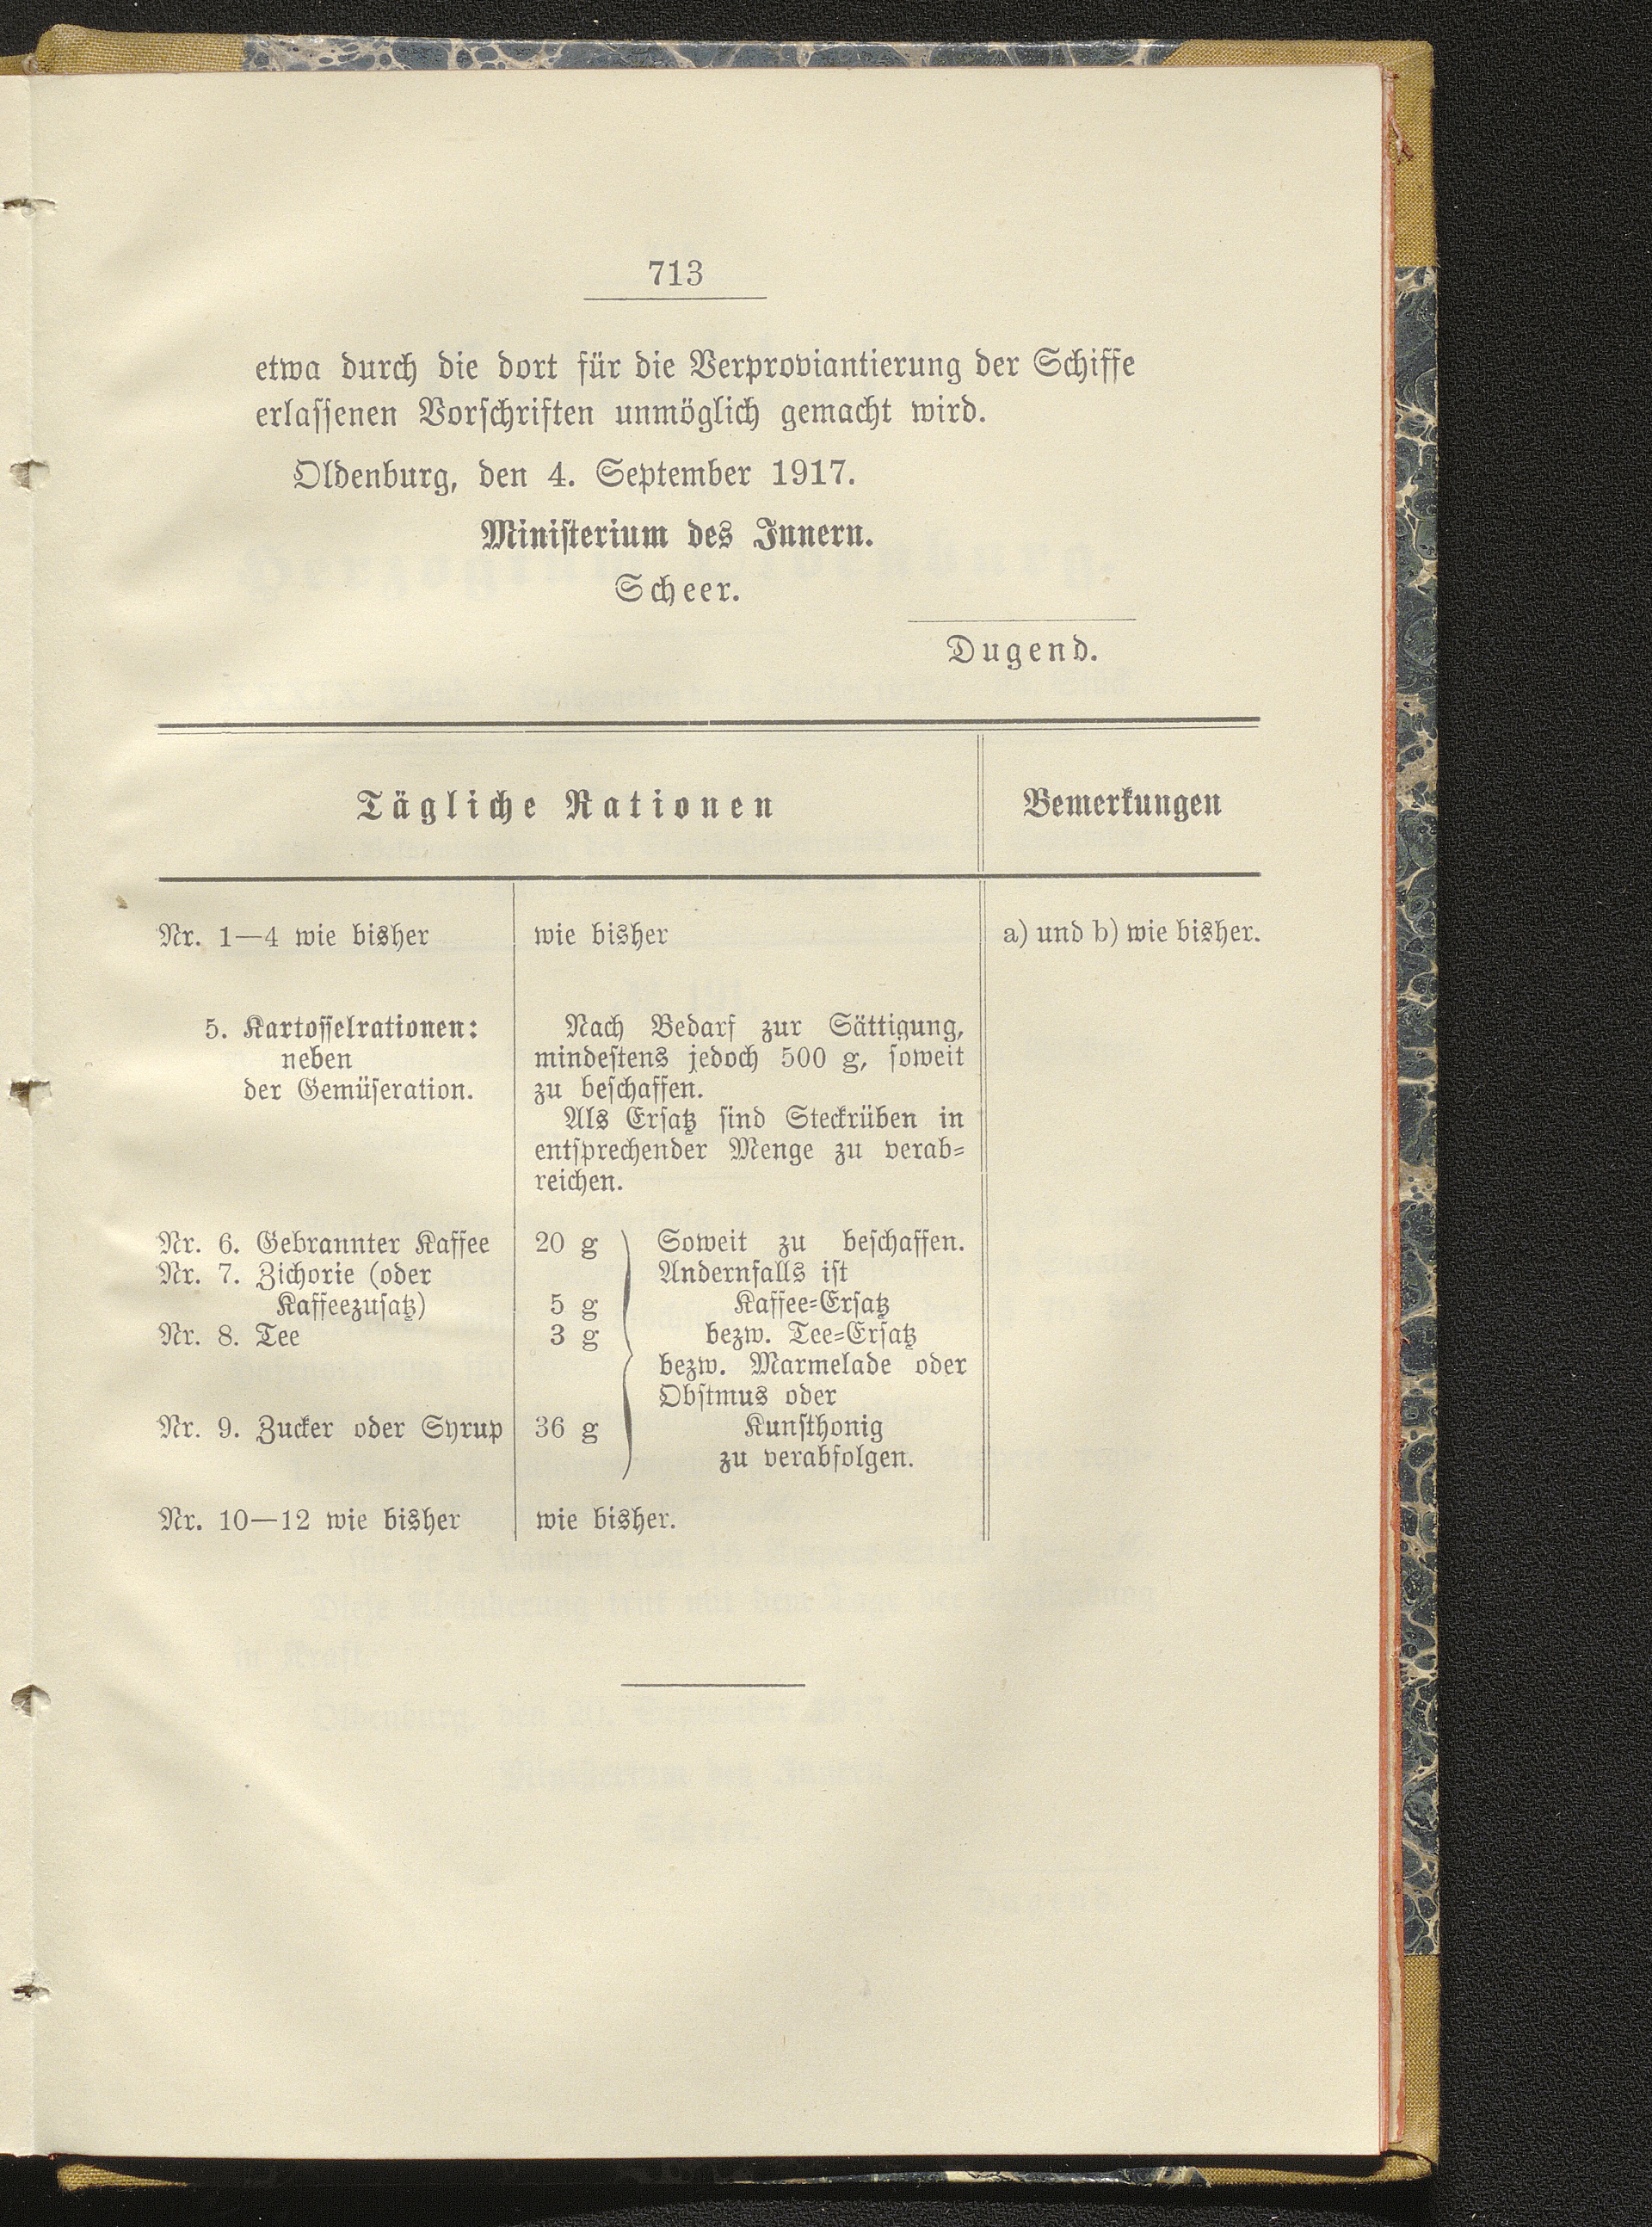 713
etwa durch die dort für die Verproviantierung der Schiffe
erlassenen Vorschriften unmöglich gemacht wird.
Oldenburg, den 4. September 1917.
Ministerium des Innern.
Scheer.
Dugend.
Tägliche Rationen Bemerkungen
Nr. 1—4 wie bisher wie bisher a) und b) wie bisher.
5. Kartoffelrationen: Nach Bedarf zur Sättigung,
neben mindestens jedoch 500 g, soweit
der Gemüseration. zu beschaffen.
Als Ersatz sind Steckrüben in
entsprechender Menge zu verab-
reichen.
Nr. 6. Gebrannter Kaffee 20 g Soweit zu beschaffen.
Nr. 7. Zichorie (oder Andernfalls ist
Kaffeezusatz) 5 g Kaffee-Ersatz
Nr. 8. Tee 3 g bezw. Tee-Ersatz
bezw. Marmelade oder
Obstmus oder
Nr. 9. Zucker oder Syrup 36 g Kunsthonig
zu verabfolgen.
Nr. 10—12 wie bisher wie bisher.